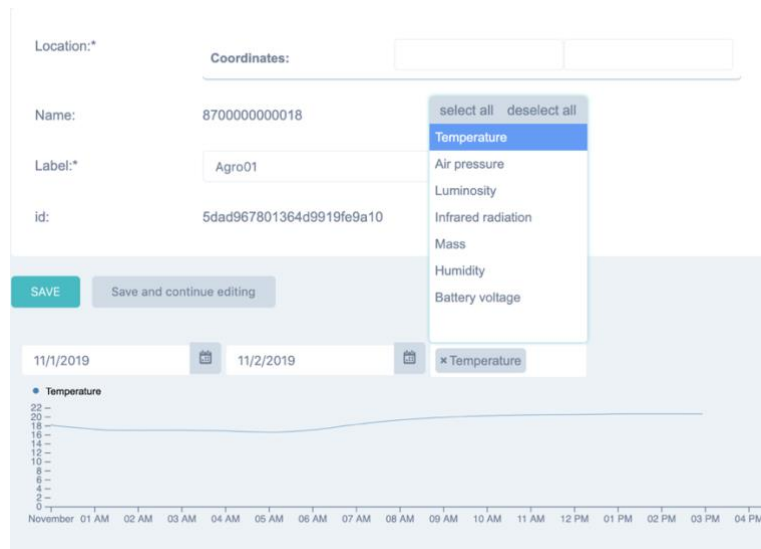 Location:*
Coordinates:
Name:
8700000000018
select all deselect all
Temperature
Air pressure
Luminosity
Infrared radiation
Mass
Humidity
Battery voltage
Label:*
Agro01
id:
5dad967801364d9919fe9a10
SAVE
Save and continue editing
11/1/2019
11/2/2019
×Temperature
Temperature
22
20
18
16
14
12
10
8
6
4
2
0
November 01 AM 02 AM 03 AM 04 AM 05 AM 06 AM 07 AM 08 AM 09 AM 10 AM 11 AM 12 PM 01 PM 02 PM 03 PM 04 PM